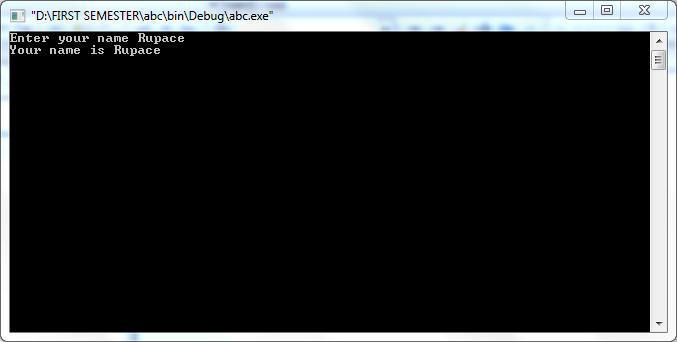 "D:\FIRST SEMESTER\abc\bin\Debug\abc.exe"
Enter your name Rupace
Your name is Rupace